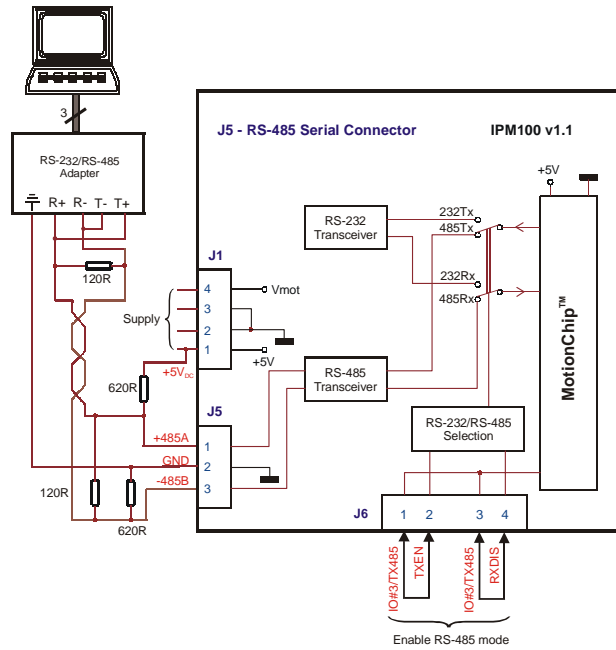 3
RS-232/RS-485
Adapter
R+ R- T- T+
120R
J5 - RS-485 Serial Connector
IPM100 v1.1
+5V
RS-232
Transceiver
232Tx
485Tx
232Rx
485Rx
MotionChip™
J1
4
3
2
1
Vmot
+5V
Supply
+5VDC
620R
RS-485
Transceiver
J5
+485A
GND
-485B
1
2
3
120R
620R
RS-232/RS-485
Selection
J6
1 2 3 4
IO#3/TX485
TXEN
IO#3/TX485
RXDIS
Enable RS-485 mode